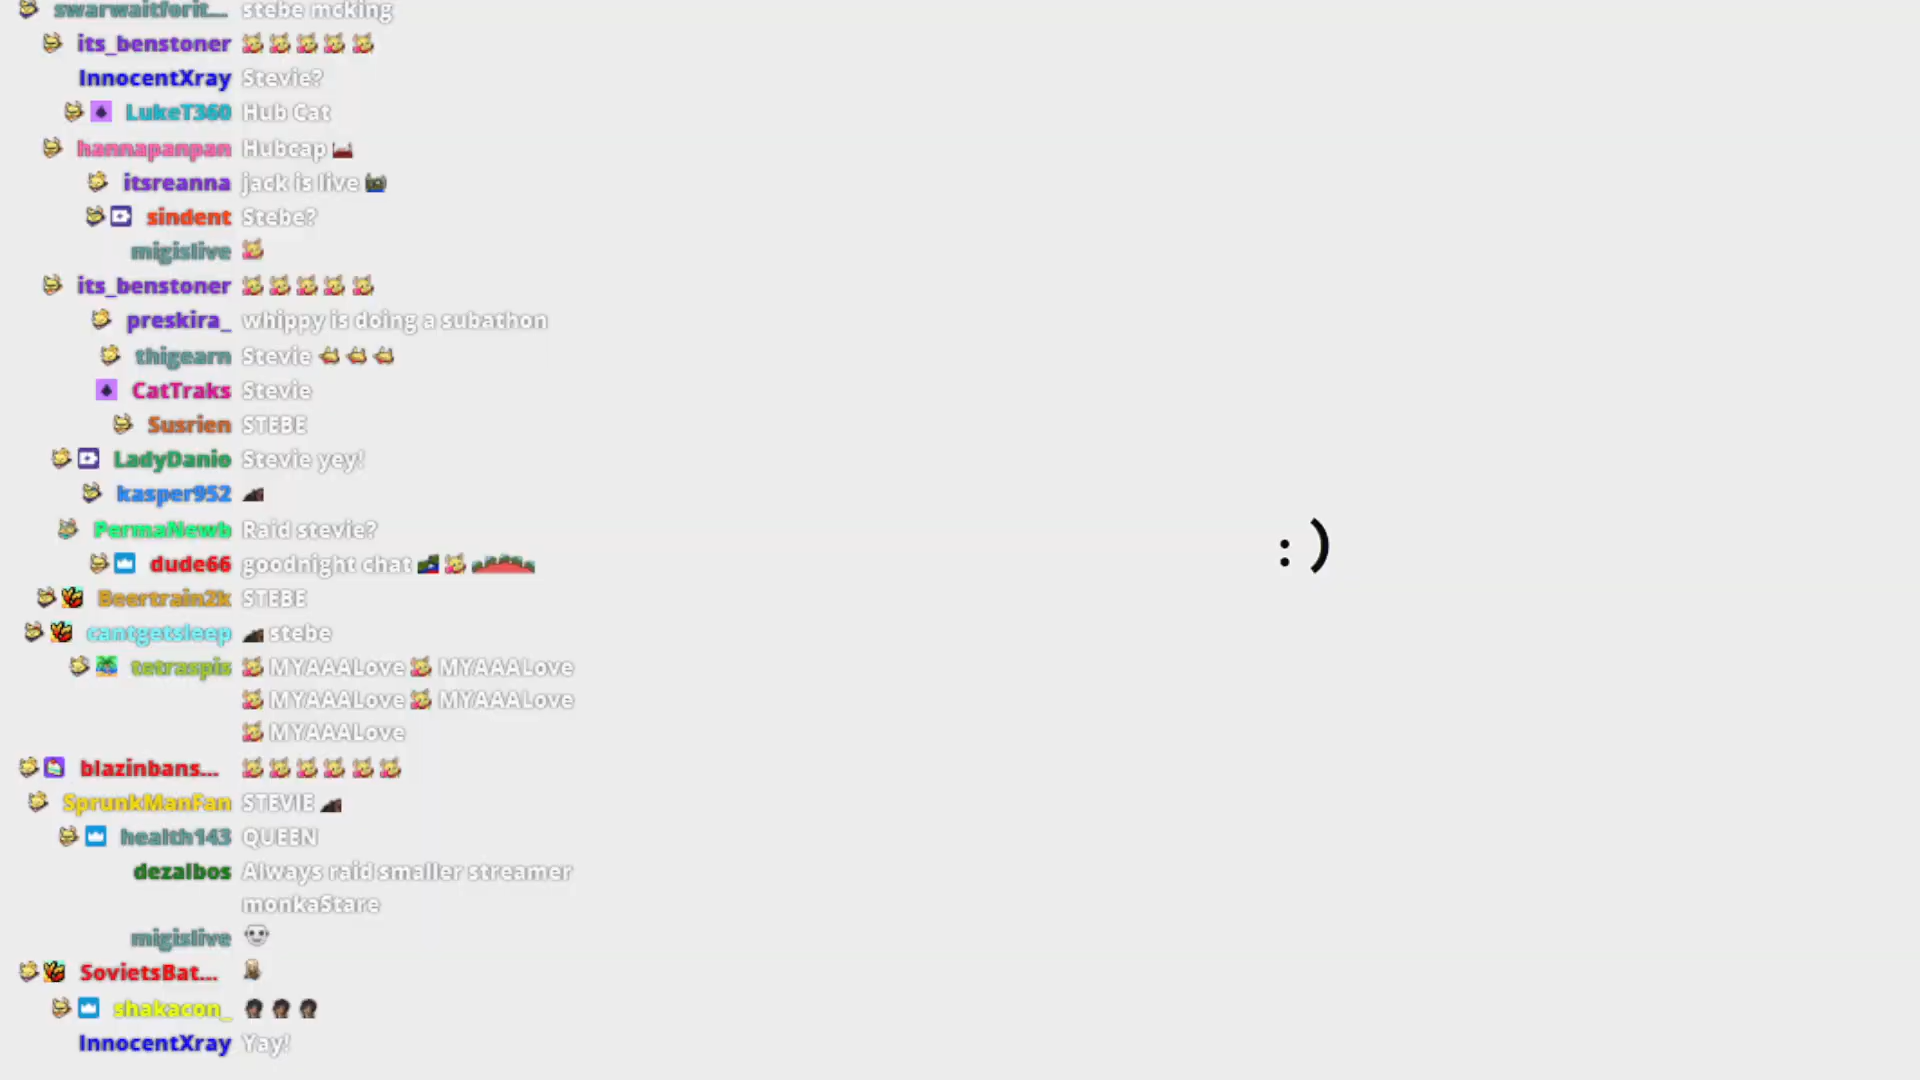 swarwaitforit... stebe mcking
its_benstoner
InnocentXray Stevie?
LukeT360 Hub Cat
hannapanpan Hubcap
itsreanna jack is live
sindent Stebe?
migislive
its_benstoner
preskira_ whippy is doing a subathon
thigearn Stevie
CatTraks Stevie
Susrien STEBE
LadyDanio Stevie yey!
kasper952
PermaNewb Raid stevie?
: )
dude66 goodnight chat
Beertrain2k STEBE
cantgetsleep stebe
tetraspis MYAAALove MYAAALove
MYAAALove MYAAALove
MYAAALove
blazinbans...
SprunkManFan STEVIE
health143 QUEEN
dezalbos Always raid smaller streamer
monkaStare
migislive
SovietsBat...
shakacon_
InnocentXray Yay!